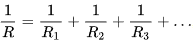 1/R = 1/R₁ + 1/R₂ + 1/R₃ + ...